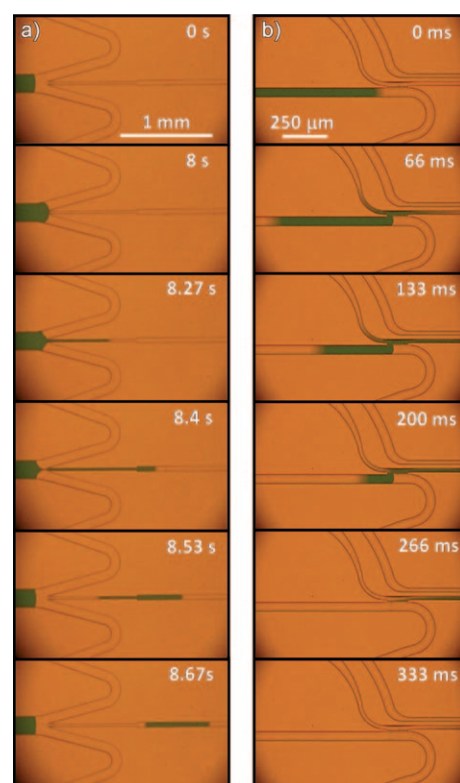 a)
0 s
1 mm
8 s
8.27 s
8.4 s
8.53 s
8.67s
b)
0 ms
250 µm
66 ms
133 ms
200 ms
266 ms
333 ms